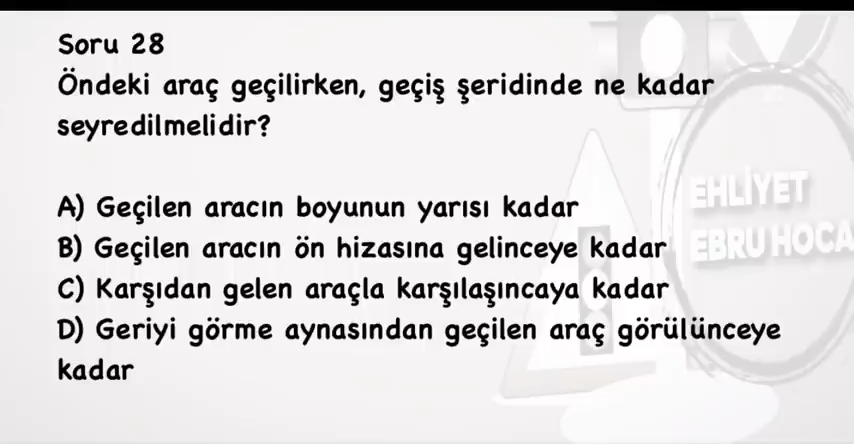 Soru 28
Öndeki araç geçilirken, geçiş şeridinde ne kadar
seyredilmelidir?
A) Geçilen aracın boyunun yarısı kadar
B) Geçilen aracın ön hizasına gelinceye kadar
C) Karşıdan gelen araçla karşılaşıncaya kadar
D) Geriyi görme aynasından geçilen araç görülünceye
kadar
EHLİYET
EBRU HOCA